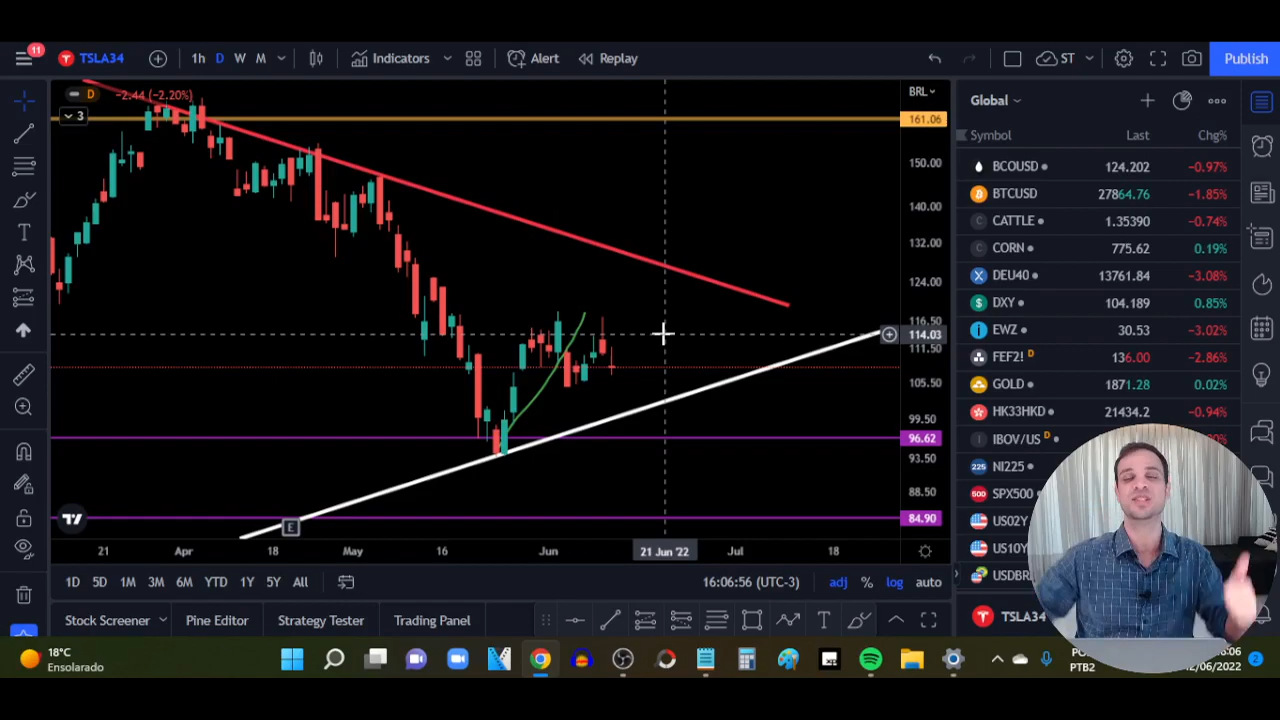 11
TSLA34
1h D W M
Indicators
Alert
Replay
ST
Publish
D -2.44 (-2.20%)
3
BRL
161.06
150.00
140.00
132.00
124.00
116.50
114.03
111.50
105.50
99.50
96.62
93.50
88.50
84.90
E
21 Apr 18 May 16 Jun 21 Jun '22 Jul 18
1D 5D 1M 3M 6M YTD 1Y 5Y All
16:06:56 (UTC-3) adj % log auto
Stock Screener Pine Editor Strategy Tester Trading Panel
Global
Symbol Last Chg%
BCOUSD 124.202 −0.97%
BTCUSD 27864.76 −1.85%
CATTLE 1.35390 −0.74%
CORN 775.62 0.19%
DEU40 13761.84 −3.08%
DXY 104.189 0.85%
EWZ 30.53 −3.02%
FEF2! D 136.00 −2.86%
GOLD 1871.28 0.02%
HK33HKD 21434.2 −0.94%
IBOV/US D
225 NI225
500 SPX500
US02Y
US10Y
USDBR
TSLA34
18°C
Ensolarado
xp
PTB2
2